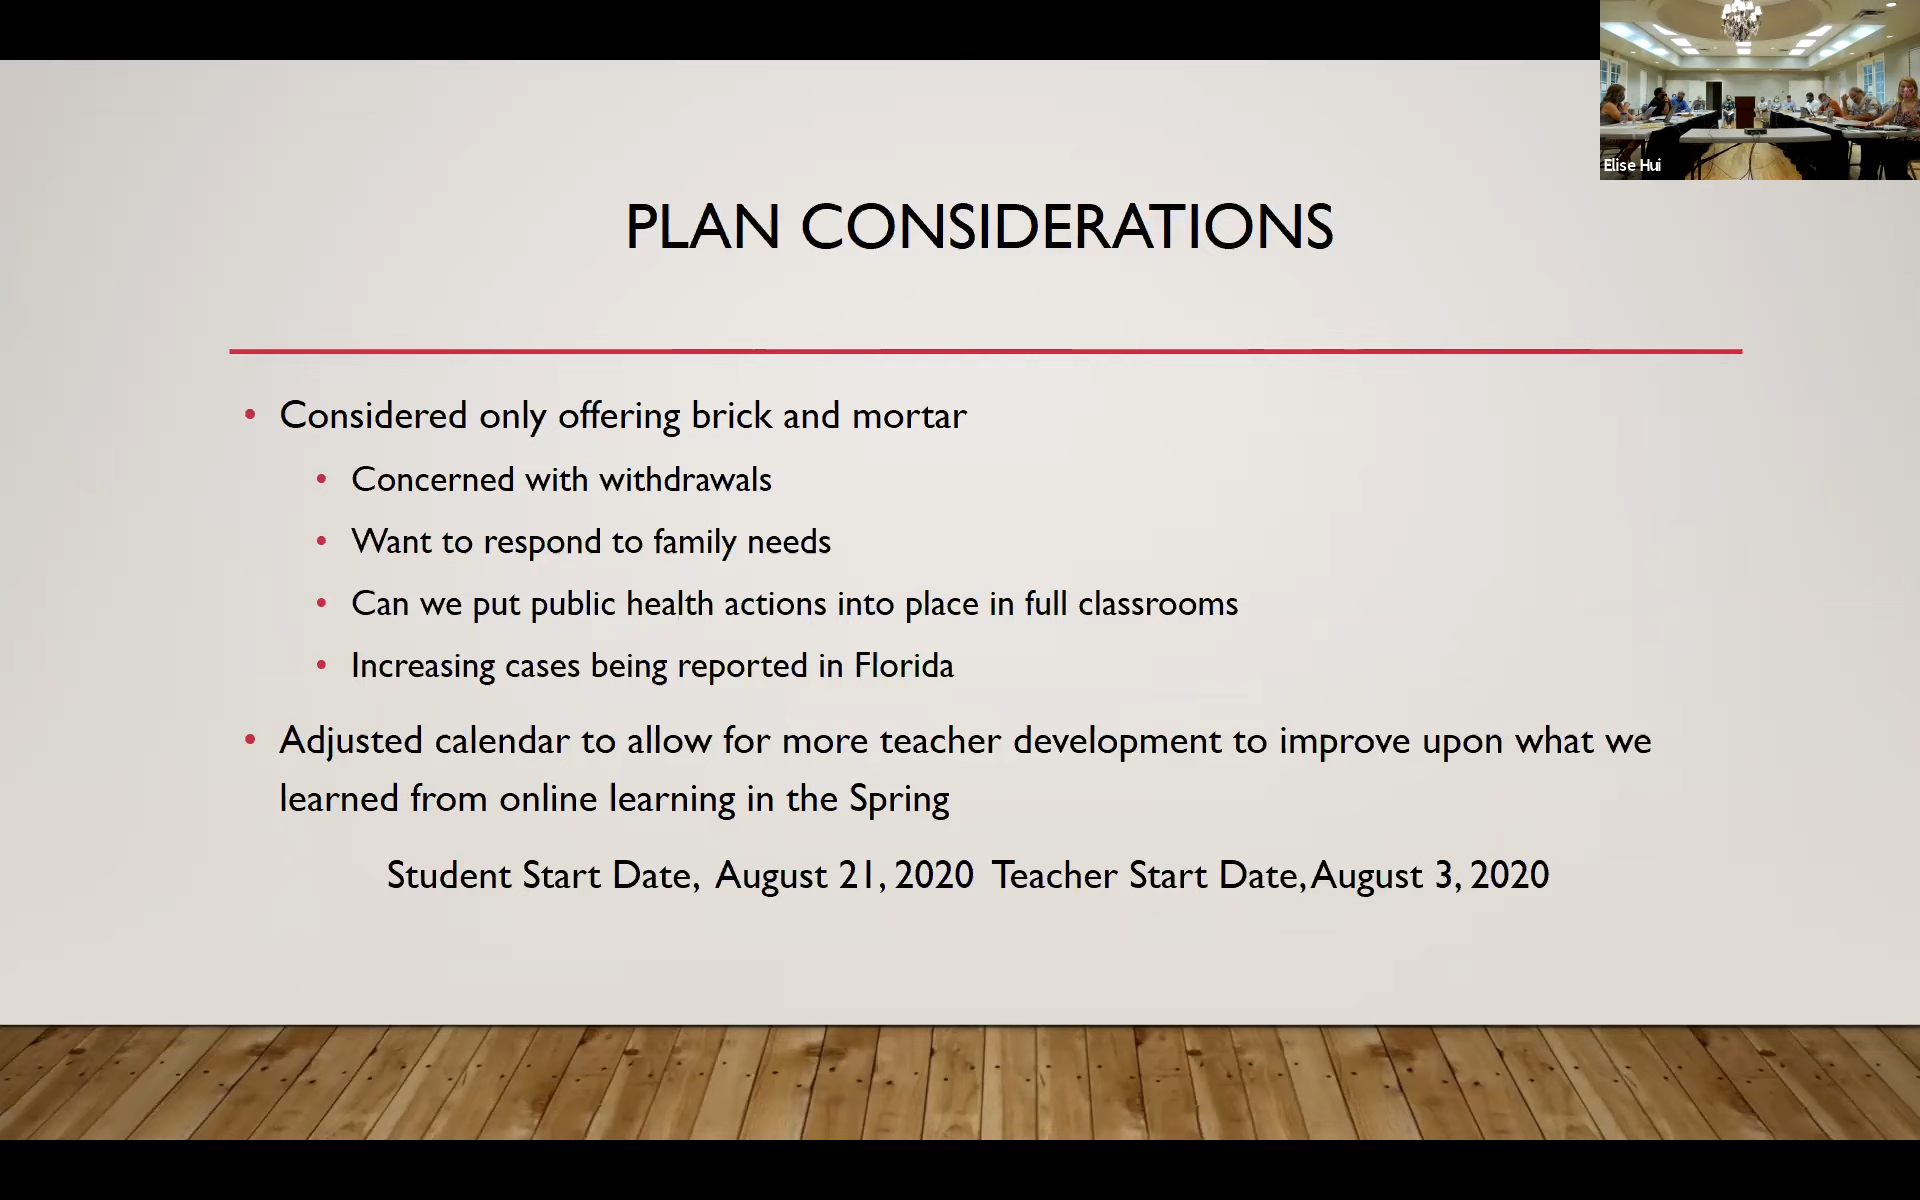 Elise Hui
PLAN CONSIDERATIONS
• Considered only offering brick and mortar
• Concerned with withdrawals
• Want to respond to family needs
• Can we put public health actions into place in full classrooms
• Increasing cases being reported in Florida
• Adjusted calendar to allow for more teacher development to improve upon what we
learned from online learning in the Spring
Student Start Date, August 21, 2020 Teacher Start Date, August 3, 2020